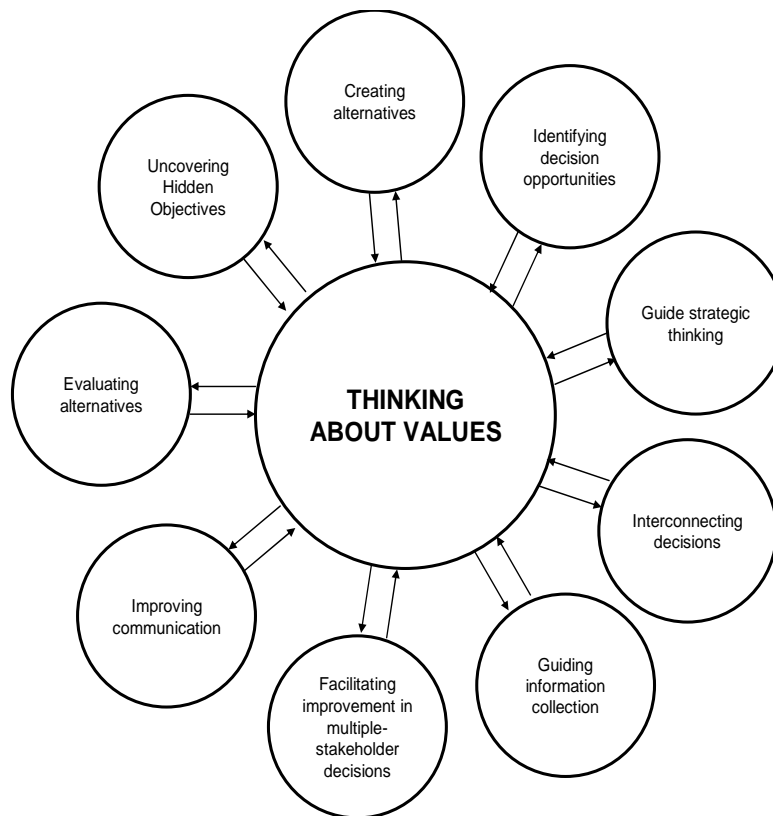 Creating
alternatives
Identifying
decision
opportunities
Uncovering
Hidden
Objectives
Guide strategic
thinking
Evaluating
alternatives
THINKING
ABOUT VALUES
Interconnecting
decisions
Improving
communication
Guiding
information
collection
Facilitating
improvement in
multiple-
stakeholder
decisions